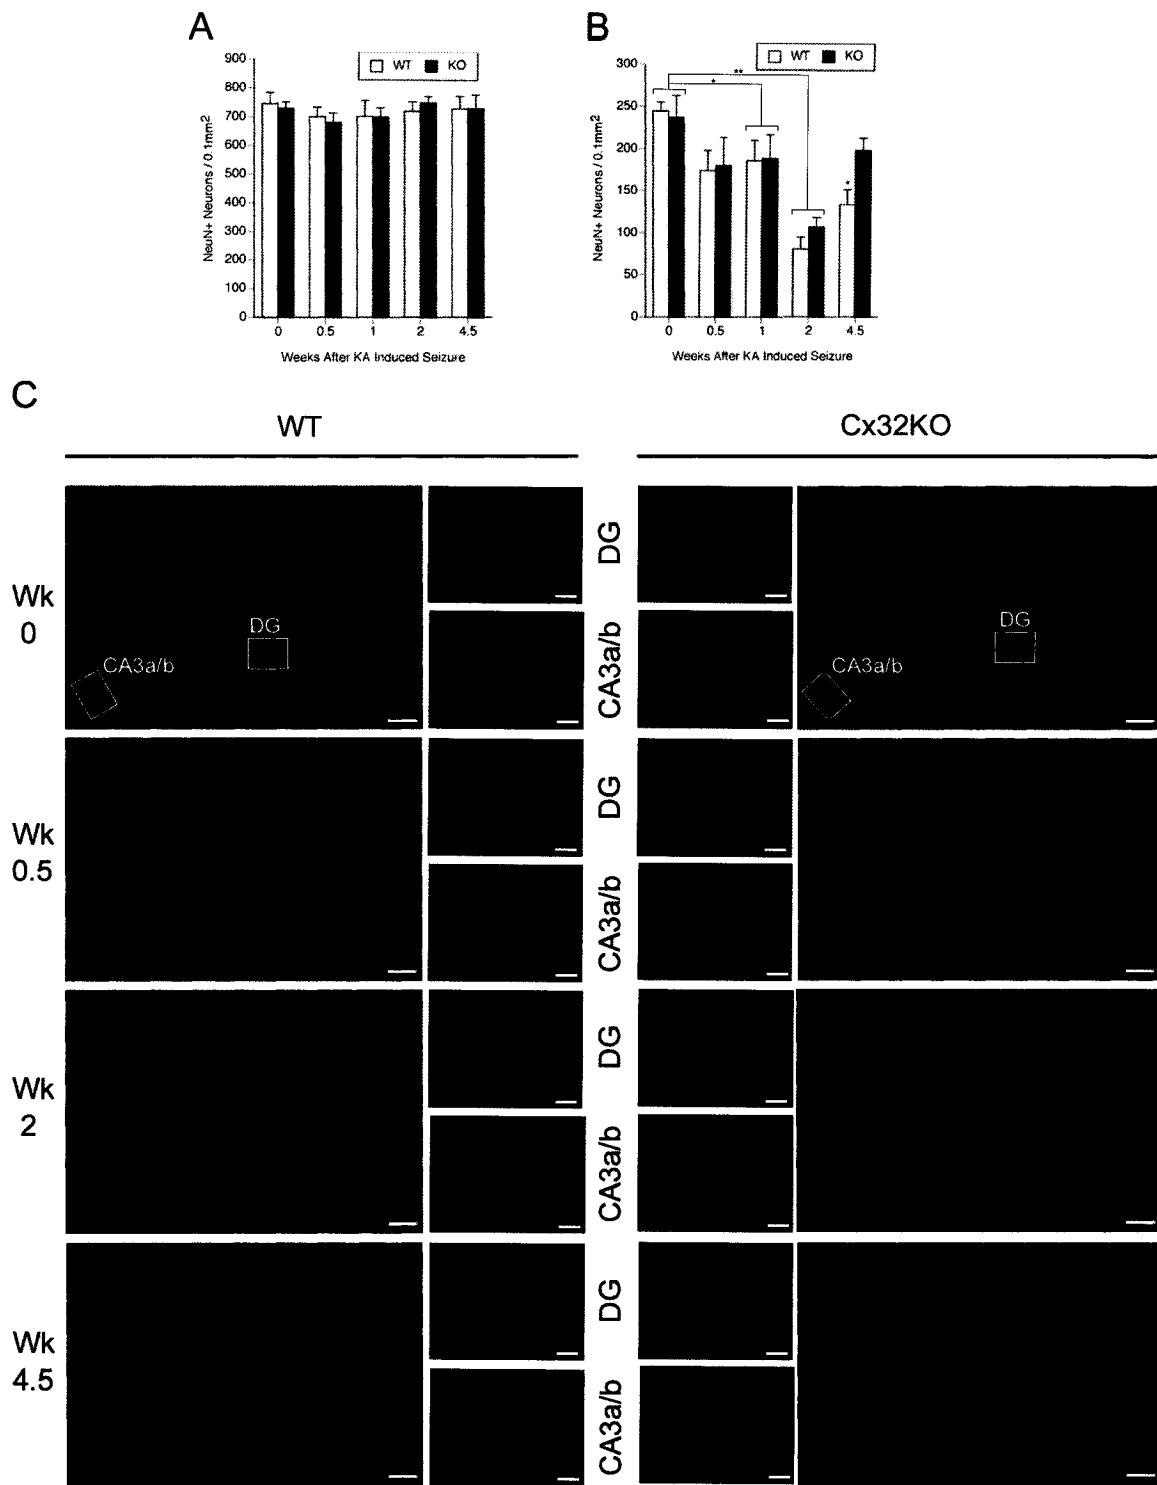 A
WT KO
NeuN+ Neurons / 0.1mm2
900
800
700
600
500
400
300
200
100
0
0 0.5 1 2 4.5
Weeks After KA Induced Seizure
B
WT KO
NeuN+ Neurons / 0.1mm2
300
250
200
150
100
50
0
* ** *
0 0.5 1 2 4.5
Weeks After KA Induced Seizure
C
WT Cx32KO
Wk 0
DG
CA3a/b
DG
CA3a/b
DG
CA3a/b
Wk 0.5
DG
CA3a/b
Wk 2
DG
CA3a/b
Wk 4.5
DG
CA3a/b